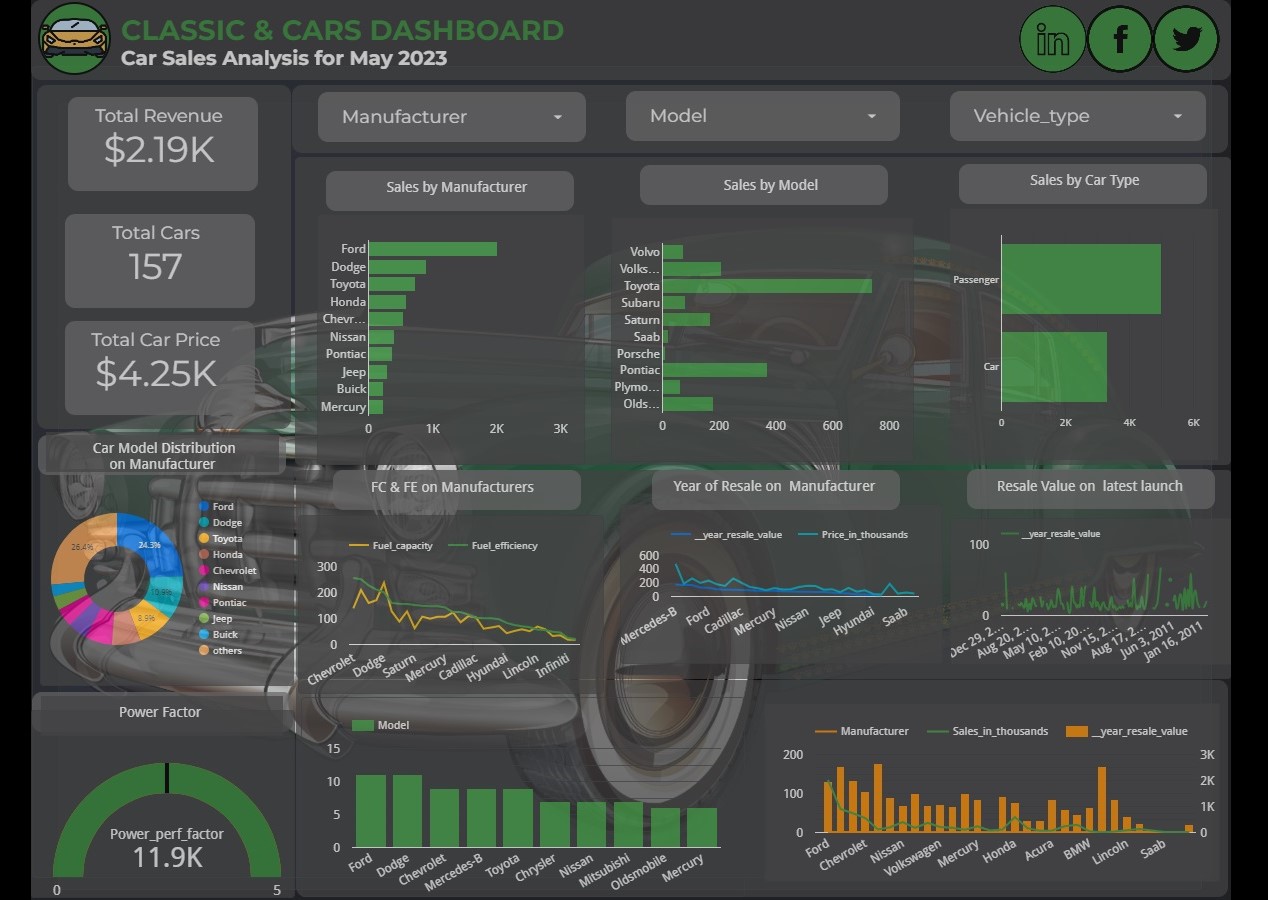 CLASSIC & CARS DASHBOARD
Car Sales Analysis for May 2023
in
f
Total Revenue
$2.19K
Total Cars
157
Total Car Price
$4.25K
Manufacturer
Model
Vehicle_type
Sales by Manufacturer
Ford
Dodge
Toyota
Honda
Chevr…
Nissan
Pontiac
Jeep
Buick
Mercury
0 1K 2K 3K
Sales by Model
Volvo
Volks…
Toyota
Subaru
Saturn
Saab
Porsche
Pontiac
Plymo…
Olds…
0 200 400 600 800
Sales by Car Type
Passenger
Car
0 2K 4K 6K
Car Model Distribution
on Manufacturer
26.4%
24.3%
8.9%
Ford
Dodge
Toyota
Honda
Chevrolet
Nissan
Pontiac
Jeep
Buick
others
FC & FE on Manufacturers
Fuel_capacity Fuel_efficiency
300
200
100
0
Chevrolet Dodge Saturn Mercury Cadillac Hyundai Lincoln Infiniti
Year of Resale on Manufacturer
__year_resale_value Price_in_thousands
600
400
200
0
Mercedes-B Ford Cadillac Mercury Nissan Jeep Hyundai Saab
Resale Value on latest launch
__year_resale_value
100
0
Dec 29, 2… Aug 20, 2… May 10, 2… Feb 10, 20… Nov 15, 2… Aug 17, 2… Jun 3, 2011 Jan 16, 2011
Power Factor
Power_perf_factor
11.9K
0 5
Model
15
10
5
0
Ford Dodge Chevrolet Mercedes-B Toyota Chrysler Nissan Mitsubishi Oldsmobile Mercury
Manufacturer Sales_in_thousands __year_resale_value
200
100
0
3K
2K
1K
0
Ford Chevrolet Nissan Volkswagen Mercury Honda Acura BMW Lincoln Saab